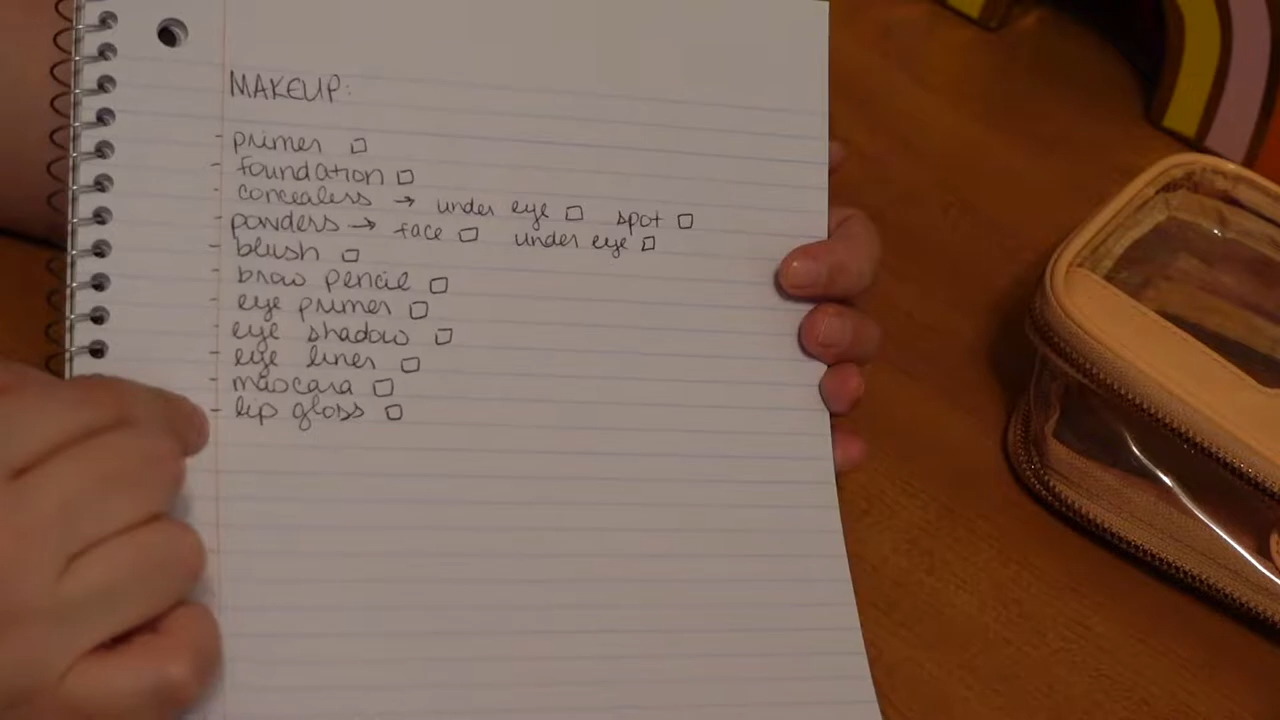 MAKEUP:
- primer □
- foundation □
- concealers → under eye □ spot □
- powders → face □ under eye □
- blush □
- brow pencil □
- eye primer □
- eye shadow □
- eye liner □
- mascara □
- lip gloss □